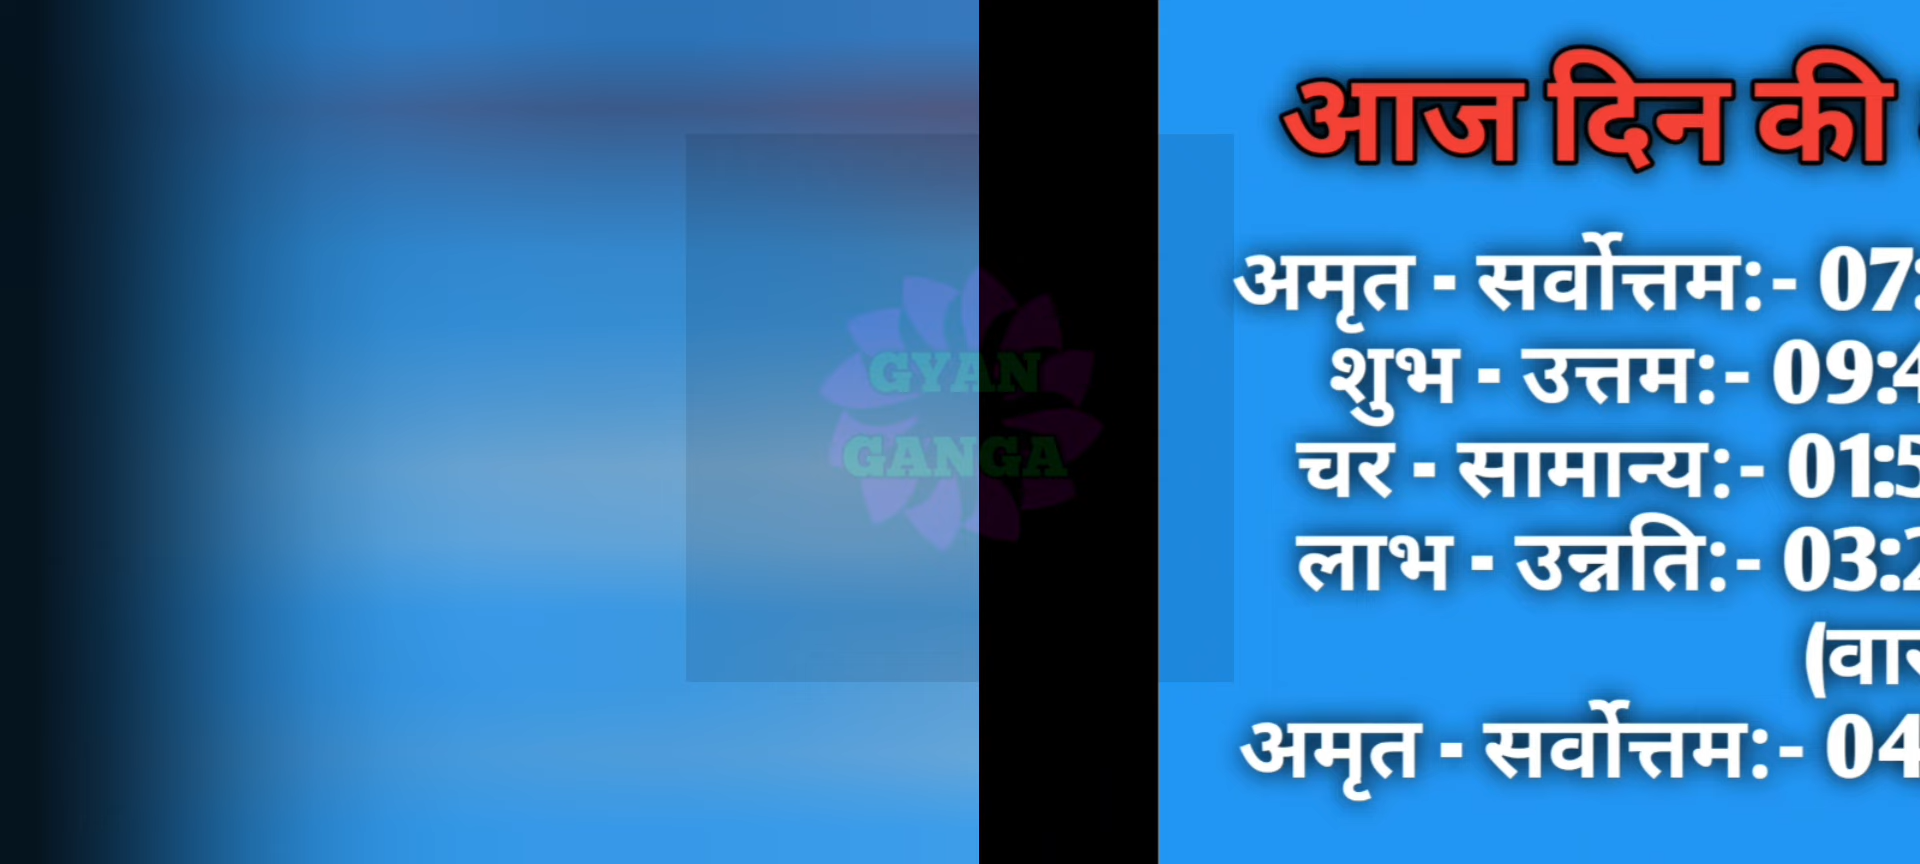 GYAN
GANGA
आज दिन की
अमृत - सर्वोत्तम:- 07:
शुभ - उत्तम:- 09:4
चर - सामान्य:- 01:5
लाभ - उन्नति:- 03:2
(वार
अमृत - सर्वोत्तम:- 04